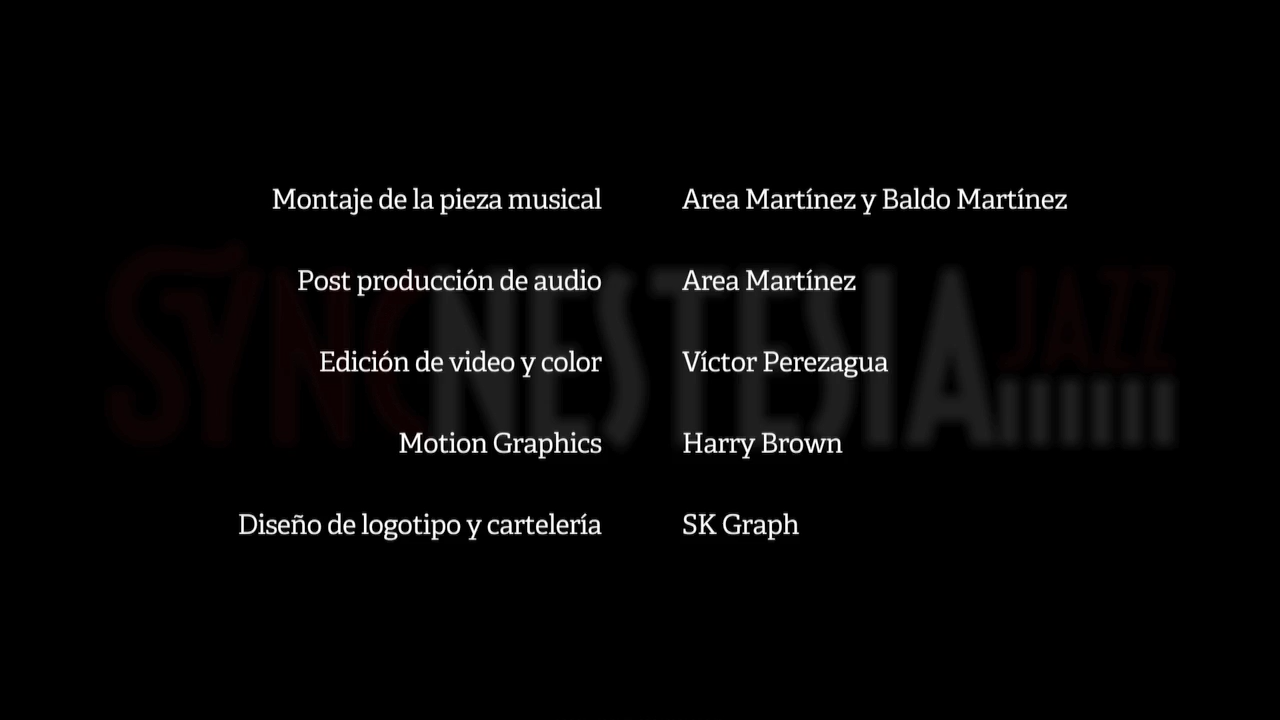 Montaje de la pieza musical Area Martínez y Baldo Martínez
Post producción de audio Area Martínez
SYNCNESTESIA JAZZ
Edición de video y color Víctor Perezagua
Motion Graphics Harry Brown
Diseño de logotipo y cartelería SK Graph